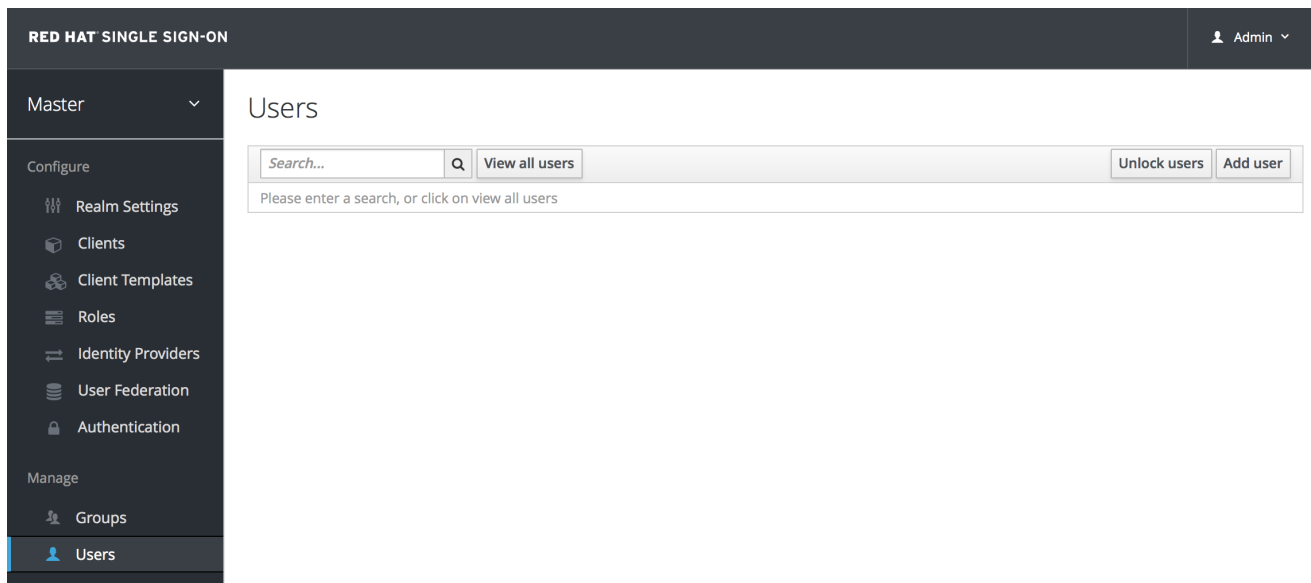 RED HAT SINGLE SIGN-ON
Admin
Master
Users
Search...
View all users
Unlock users
Add user
Please enter a search, or click on view all users
Configure
Realm Settings
Clients
Client Templates
Roles
Identity Providers
User Federation
Authentication
Manage
Groups
Users